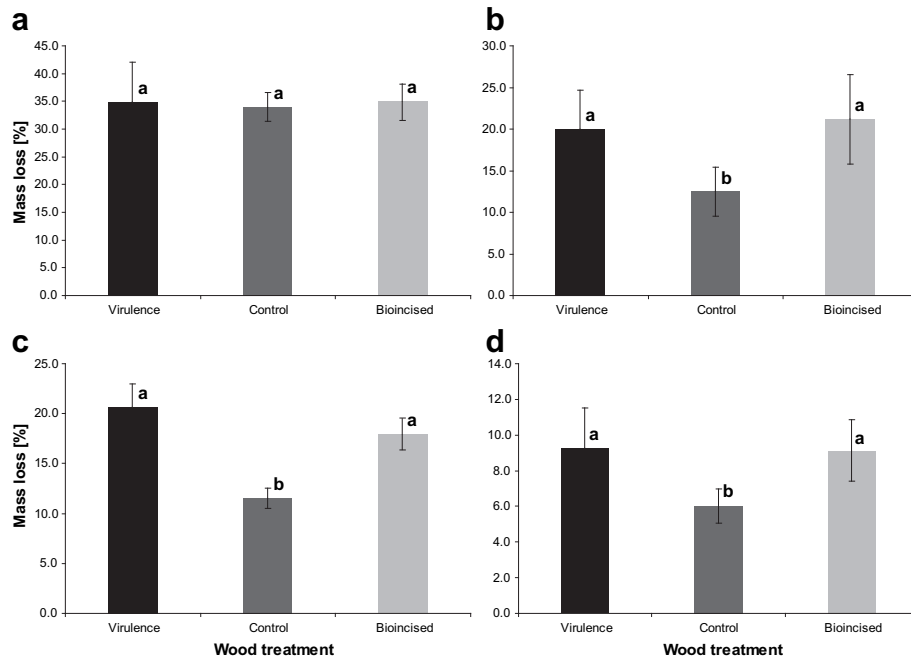 a
Mass loss [%]
45.0
40.0
35.0
30.0
25.0
20.0
15.0
10.0
5.0
0.0
a
a
a
Virulence Control Bioincised
b
30.0
25.0
20.0
15.0
10.0
5.0
0.0
a
b
a
Virulence Control Bioincised
c
Mass loss [%]
25.0
20.0
15.0
10.0
5.0
0.0
a
b
a
Virulence Control Bioincised
Wood treatment
d
14.0
12.0
10.0
8.0
6.0
4.0
2.0
0.0
a
b
a
Virulence Control Bioincised
Wood treatment